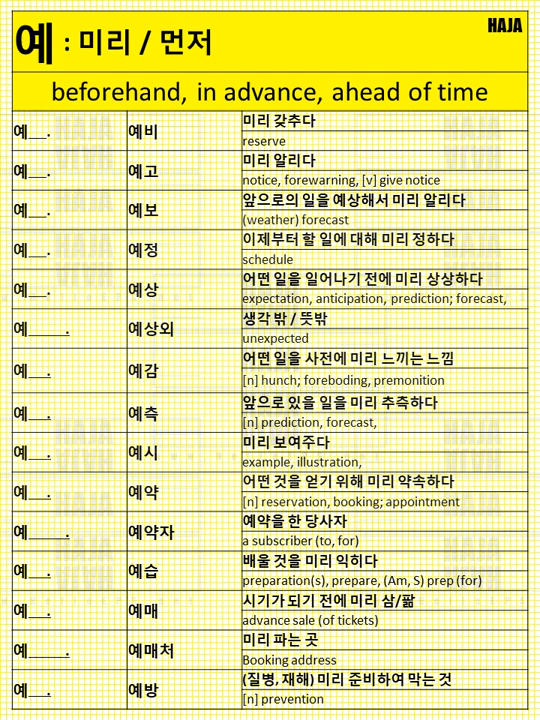 HAJA
예 : 미리 / 먼저
beforehand, in advance, ahead of time
예__. 예비 미리 갖추다
reserve
예__. 예고 미리 알리다
notice, forewarning, [v] give notice
예__. 예보 앞으로의 일을 예상해서 미리 알리다
(weather) forecast
예__. 예정 이제부터 할 일에 대해 미리 정하다
schedule
예__. 예상 어떤 일을 일어나기 전에 미리 상상하다
expectation, anticipation, prediction; forecast,
예____. 예상외 생각 밖 / 뜻밖
unexpected
예__. 예감 어떤 일을 사전에 미리 느끼는 느낌
[n] hunch; foreboding, premonition
예__. 예측 앞으로 있을 일을 미리 추측하다
[n] prediction, forecast,
예__. 예시 미리 보여주다
example, illustration,
예__. 예약 어떤 것을 얻기 위해 미리 약속하다
[n] reservation, booking; appointment
예____. 예약자 예약을 한 당사자
a subscriber (to, for)
예__. 예습 배울 것을 미리 익히다
preparation(s), prepare, (Am, S) prep (for)
예__. 예매 시기가 되기 전에 미리 삼/팖
advance sale (of tickets)
예____. 예매처 미리 파는 곳
Booking address
예__. 예방 (질병, 재해) 미리 준비하여 막는 것
[n] prevention